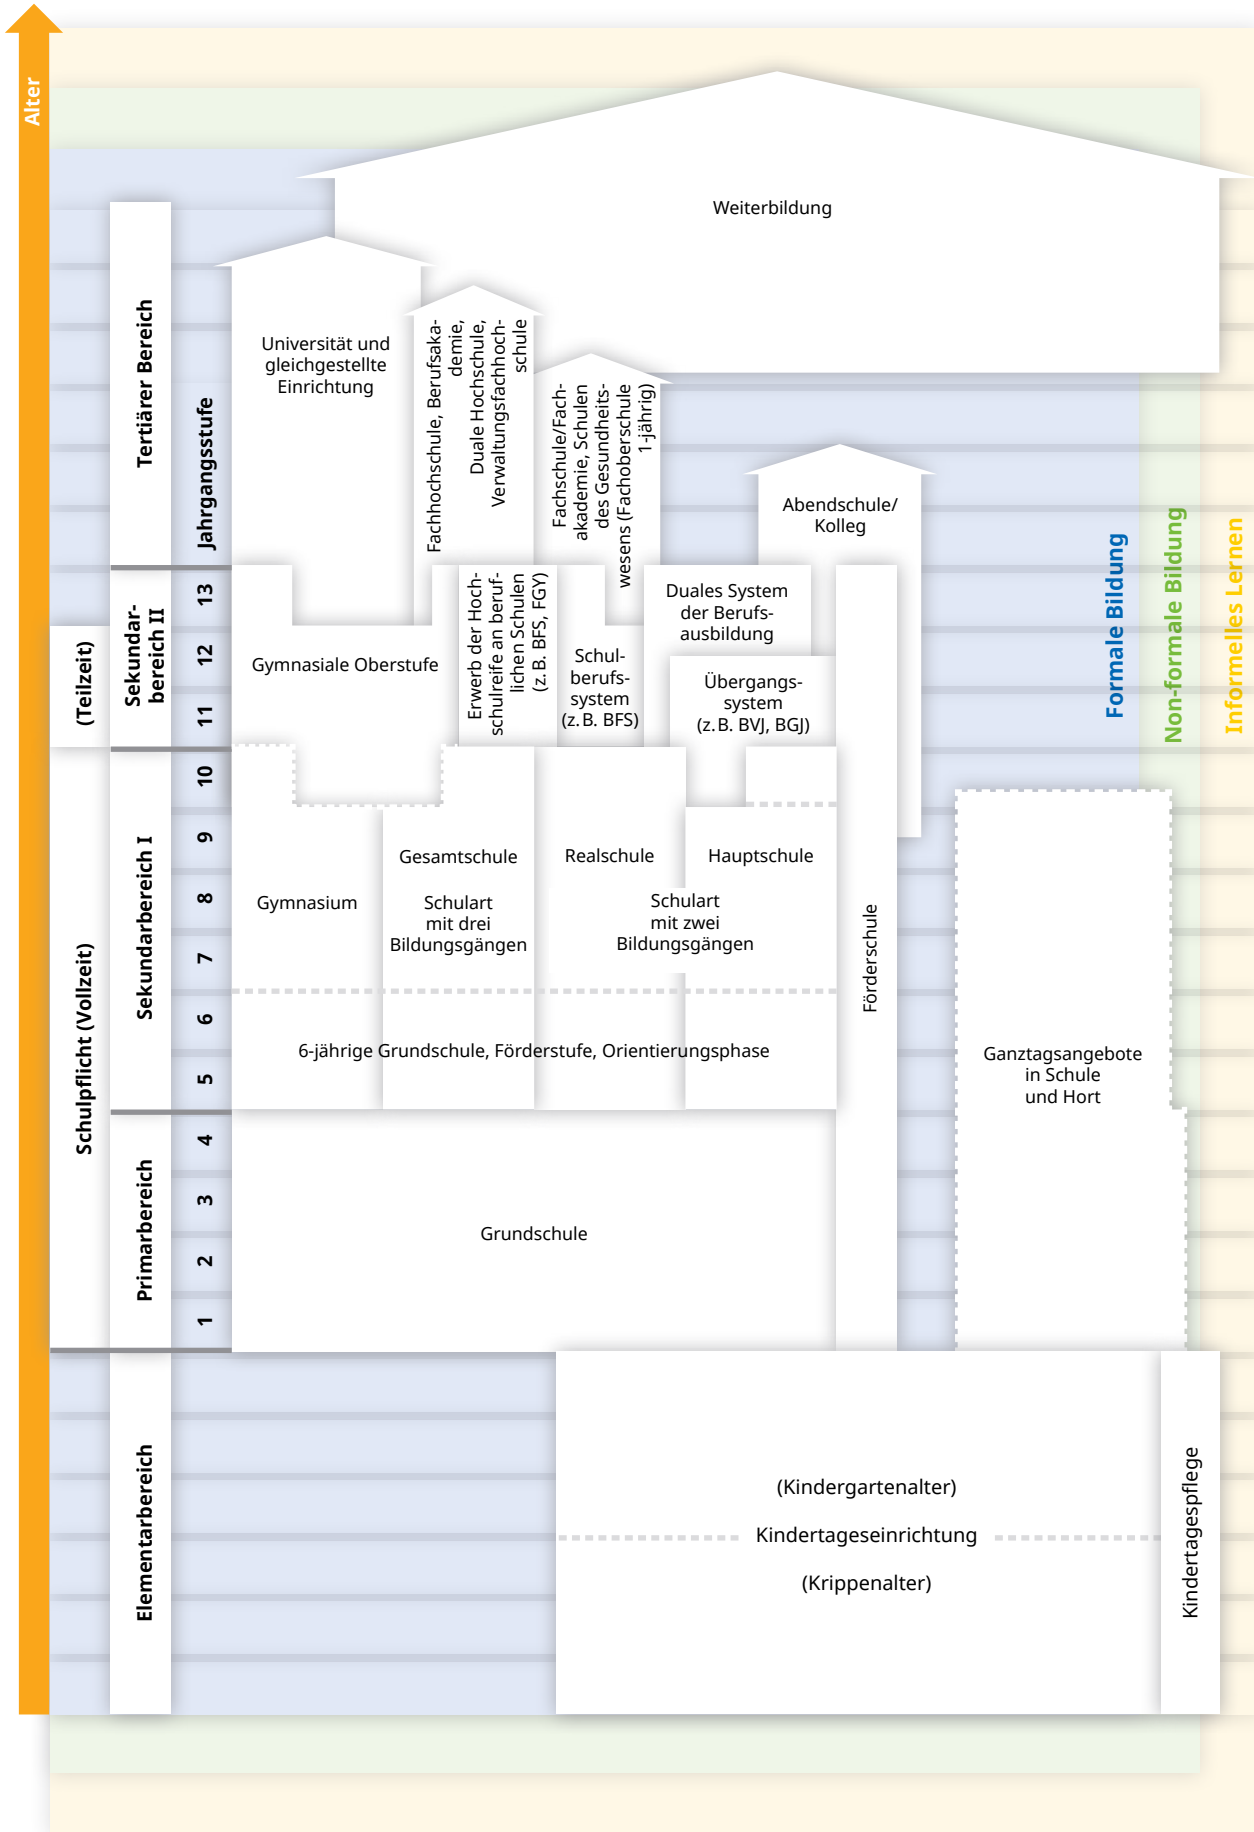 Alter
Weiterbildung
Tertiärer Bereich
Jahrgangsstufe
Universität und
gleichgestellte
Einrichtung
Fachhochschule, Berufsaka-
demie,
Duale Hochschule,
Verwaltungsfachhoch-
schule
Fachschule/Fach-
akademie, Schulen
des Gesundheits-
wesens (Fachoberschule
1-jährig)
Abendschule/
Kolleg
Formale Bildung
Non-formale Bildung
Informelles Lernen
(Teilzeit)
Sekundar-
bereich II
13
12
11
Gymnasiale Oberstufe
Erwerb der Hoch-
schulreife an beruf-
lichen Schulen
(z. B. BFS, FGY)
Schul-
berufs-
system
(z. B. BFS)
Duales System
der Berufs-
ausbildung
Übergangs-
system
(z. B. BVJ, BGJ)
Schulpflicht (Vollzeit)
Sekundarbereich I
10
9
8
7
6
5
Gymnasium
Gesamtschule
Schulart
mit drei
Bildungsgängen
Realschule
Hauptschule
Schulart
mit zwei
Bildungsgängen
6-jährige Grundschule, Förderstufe, Orientierungsphase
Förderschule
Ganztagsangebote
in Schule
und Hort
Primarbereich
4
3
2
1
Grundschule
Elementarbereich
(Kindergartenalter)
Kindertageseinrichtung
(Krippenalter)
Kindertagespflege